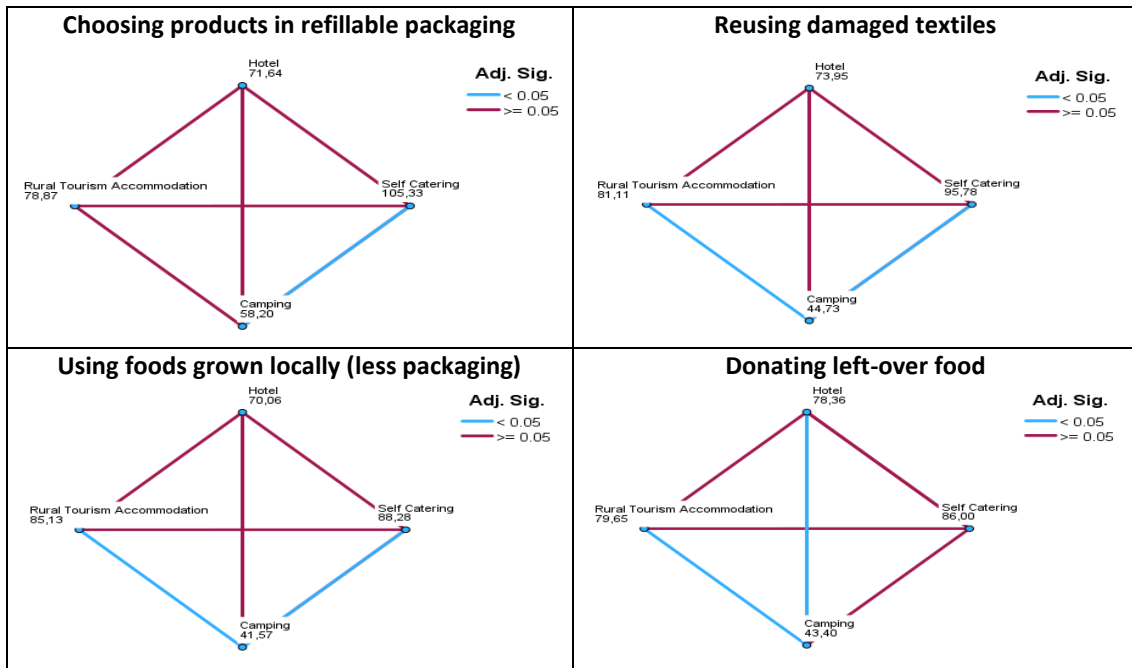 Choosing products in refillable packaging
Hotel
71,64
Adj. Sig.
< 0.05
>= 0.05
Rural Tourism Accommodation
78,87
Self Catering
105,33
Camping
58,20
Reusing damaged textiles
Hotel
73,95
Adj. Sig.
< 0.05
>= 0.05
Rural Tourism Accommodation
81,11
Self Catering
95,78
Camping
44,73
Using foods grown locally (less packaging)
Hotel
70,06
Adj. Sig.
< 0.05
>= 0.05
Rural Tourism Accommodation
85,13
Self Catering
88,28
Camping
41,57
Donating left-over food
Hotel
78,36
Adj. Sig.
< 0.05
>= 0.05
Rural Tourism Accommodation
79,65
Self Catering
86,00
Camping
43,40